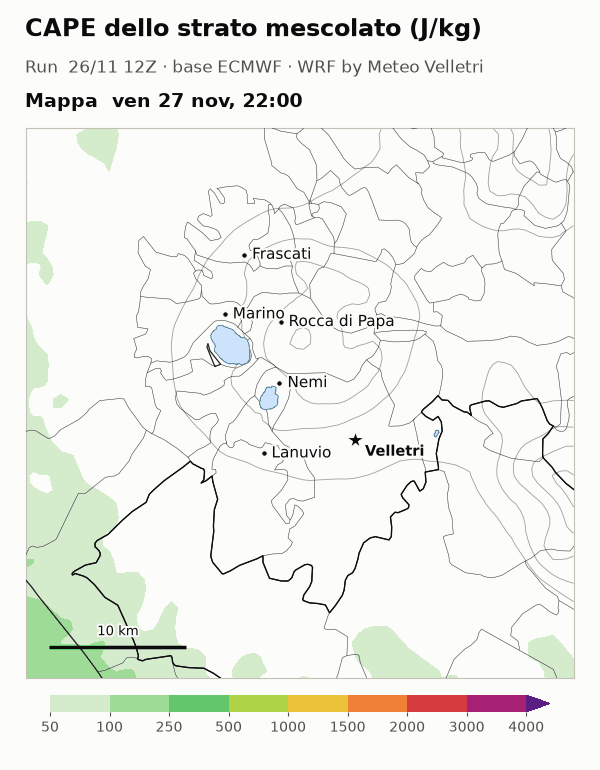 CAPE dello strato mescolato (J/kg)
Run  26/11 12Z · base ECMWF · WRF by Meteo Velletri
Mappa  ven 27 nov, 22:00
Frascati
Marino
Rocca di Papa
Nemi
Velletri
Lanuvio
10 km
50 100 250 500 1000 1500 2000 3000 4000